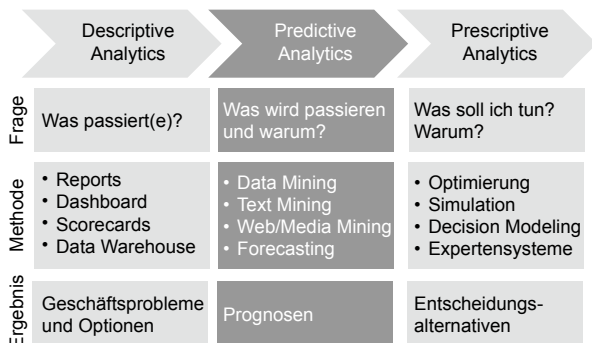 Descriptive
Analytics
Predictive
Analytics
Prescriptive
Analytics
Frage
Was passiert(e)?
Was wird passieren
und warum?
Was soll ich tun?
Warum?
Methode
• Reports
• Dashboard
• Scorecards
• Data Warehouse
• Data Mining
• Text Mining
• Web/Media Mining
• Forecasting
• Optimierung
• Simulation
• Decision Modeling
• Expertensysteme
Ergebnis
Geschäftsprobleme
und Optionen
Prognosen
Entscheidungs-
alternativen